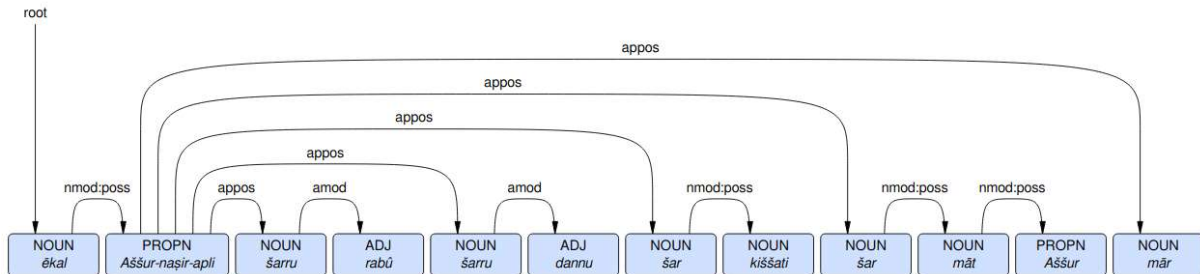 root
appos
appos
appos
appos
nmod:poss appos amod amod nmod:poss nmod:poss nmod:poss
NOUN PROPN NOUN ADJ NOUN ADJ NOUN NOUN NOUN NOUN PROPN NOUN
ēkal Aššur-naṣir-apli šarru rabû šarru dannu šar kiššati šar māt Aššur mār